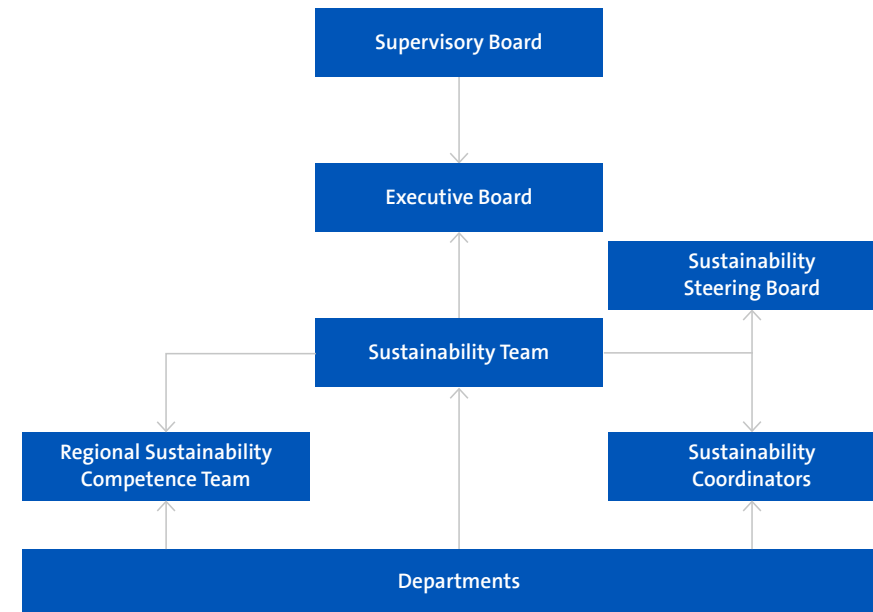 Supervisory Board
Executive Board
Sustainability
Steering Board
Sustainability Team
Regional Sustainability
Competence Team
Sustainability
Coordinators
Departments